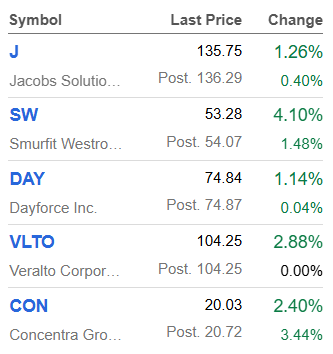 Symbol Last Price Change
J 135.75 1.26%
Jacobs Solutio… Post. 136.29 0.40%
SW 53.28 4.10%
Smurfit Westro… Post. 54.07 1.48%
DAY 74.84 1.14%
Dayforce Inc. Post. 74.87 0.04%
VLTO 104.25 2.88%
Veralto Corpor… Post. 104.25 0.00%
CON 20.03 2.40%
Concentra Gro… Post. 20.72 3.44%